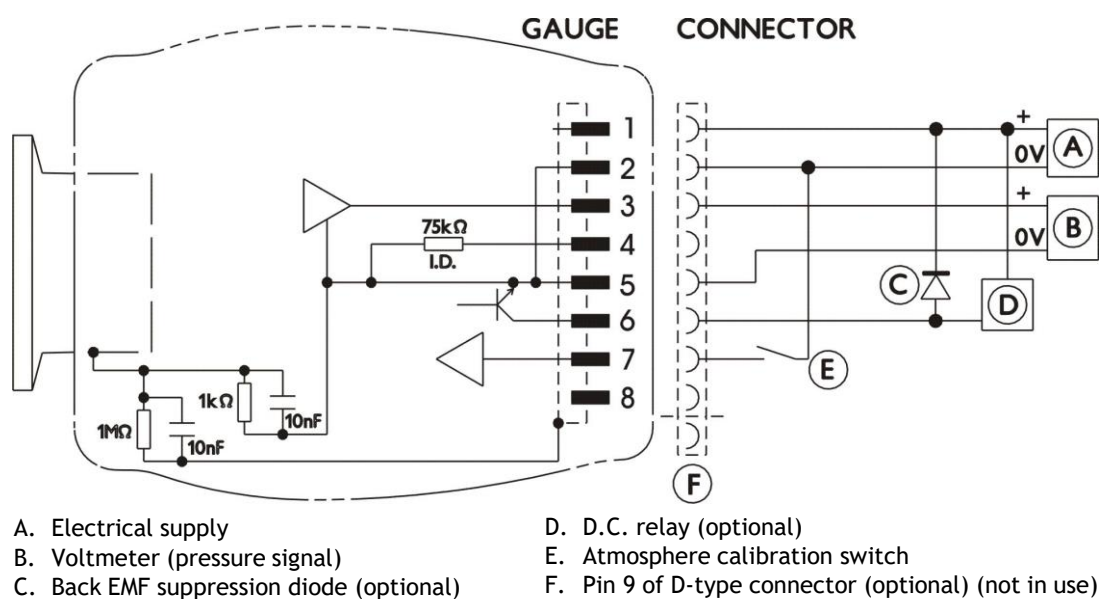 GAUGE CONNECTOR
1 +
2 0V A
3 +
75kΩ
4 0V B
I.D.
5 C D
6
7 E
8
1kΩ
10nF
1MΩ
10nF
F
A. Electrical supply
B. Voltmeter (pressure signal)
C. Back EMF suppression diode (optional)
D. D.C. relay (optional)
E. Atmosphere calibration switch
F. Pin 9 of D-type connector (optional) (not in use)